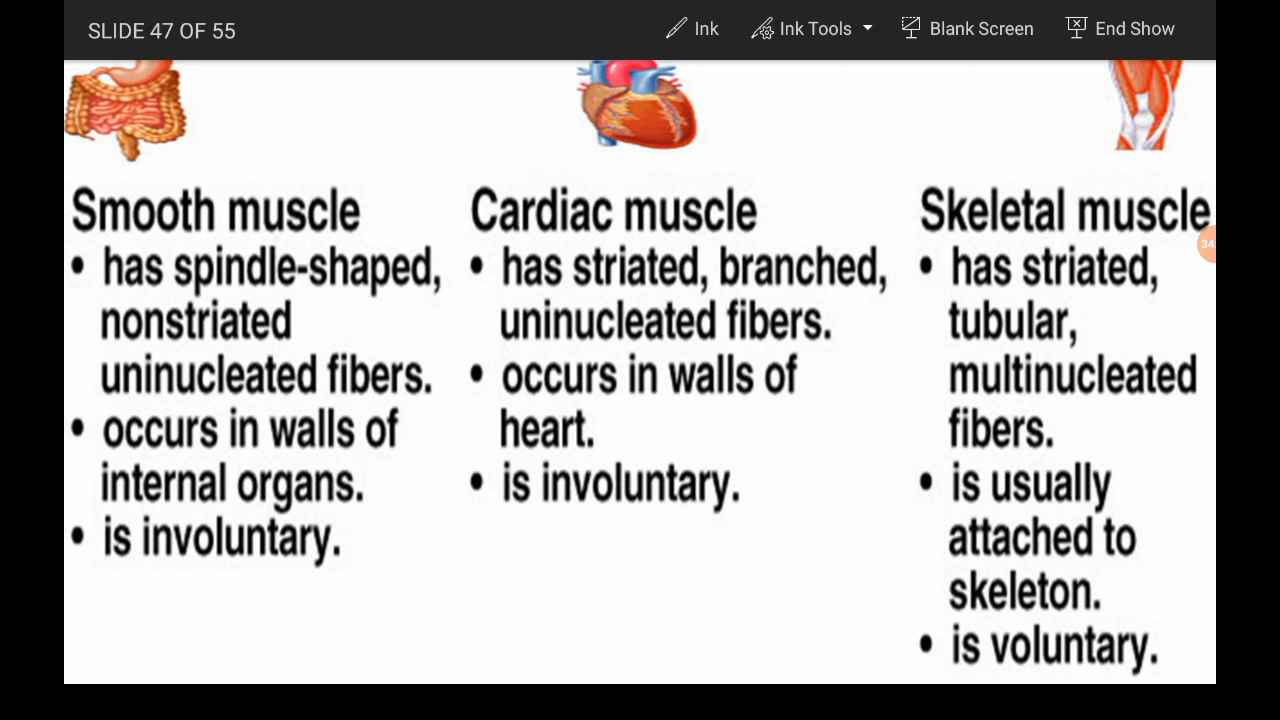 SLIDE 47 OF 55
Ink
Ink Tools
Blank Screen
End Show
Smooth muscle
• has spindle-shaped,
nonstriated
uninucleated fibers.
• occurs in walls of
internal organs.
• is involuntary.
Cardiac muscle
• has striated, branched,
uninucleated fibers.
• occurs in walls of
heart.
• is involuntary.
Skeletal muscle
• has striated,
tubular,
multinucleated
fibers.
• is usually
attached to
skeleton.
• is voluntary.
34